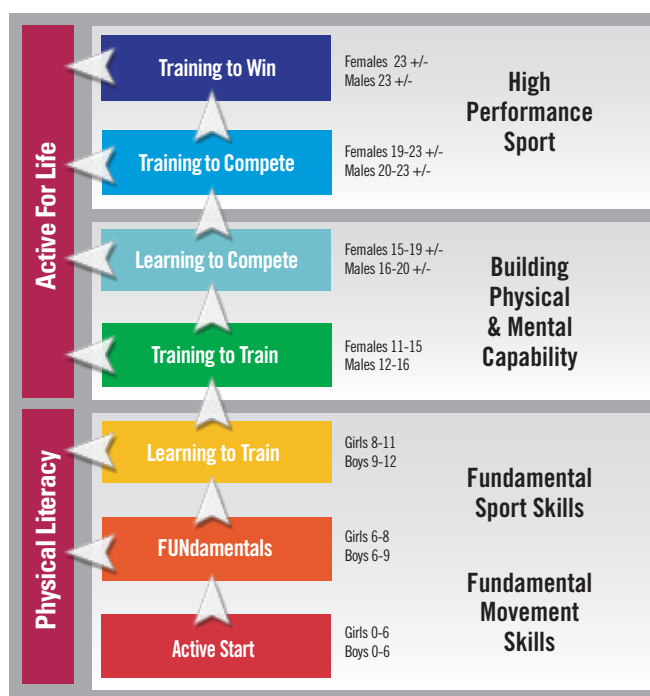 Active For Life
Training to Win
Females 23 +/-
Males 23 +/-
High
Performance
Sport
Training to Compete
Females 19-23 +/-
Males 20-23 +/-
Learning to Compete
Females 15-19 +/-
Males 16-20 +/-
Building
Physical
& Mental
Capability
Training to Train
Females 11-15
Males 12-16
Physical Literacy
Learning to Train
Girls 8-11
Boys 9-12
Fundamental
Sport Skills
FUNdamentals
Girls 6-8
Boys 6-9
Fundamental
Movement
Skills
Active Start
Girls 0-6
Boys 0-6